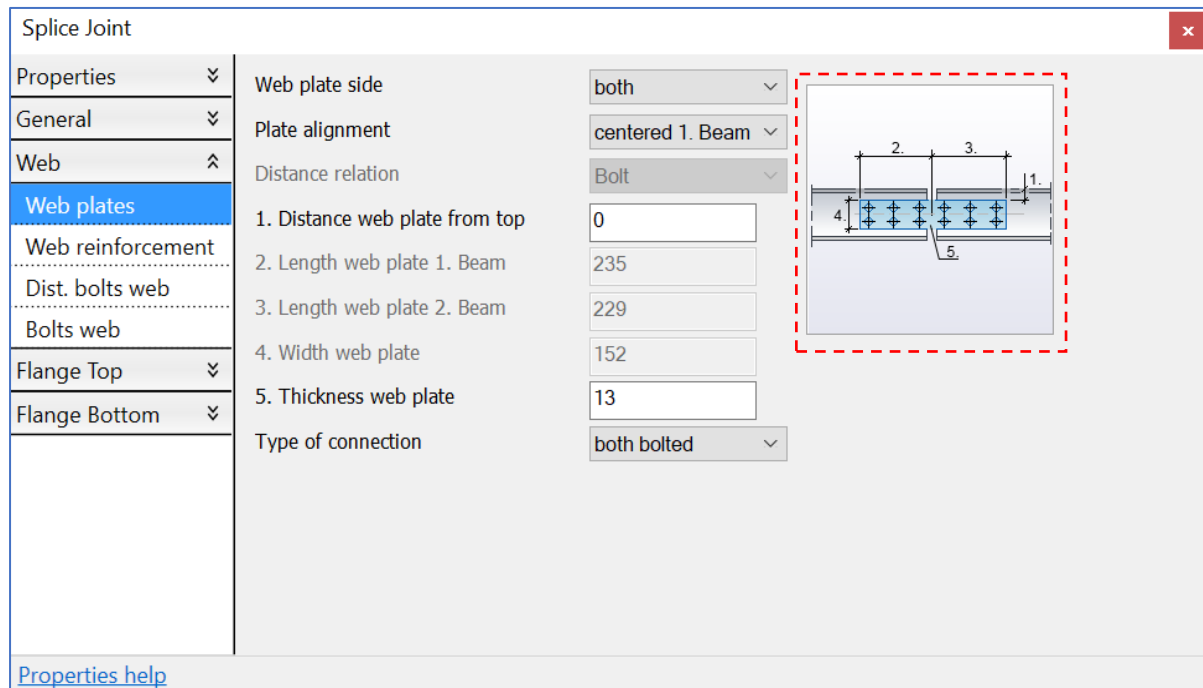 Splice Joint
x
Properties
General
Web
Web plates
Web reinforcement
Dist. bolts web
Bolts web
Flange Top
Flange Bottom
Web plate side both
Plate alignment centered 1. Beam
Distance relation Bolt
1. Distance web plate from top 0
2. Length web plate 1. Beam 235
3. Length web plate 2. Beam 229
4. Width web plate 152
5. Thickness web plate 13
Type of connection both bolted
2. 3.
1.
4.
5.
Properties help